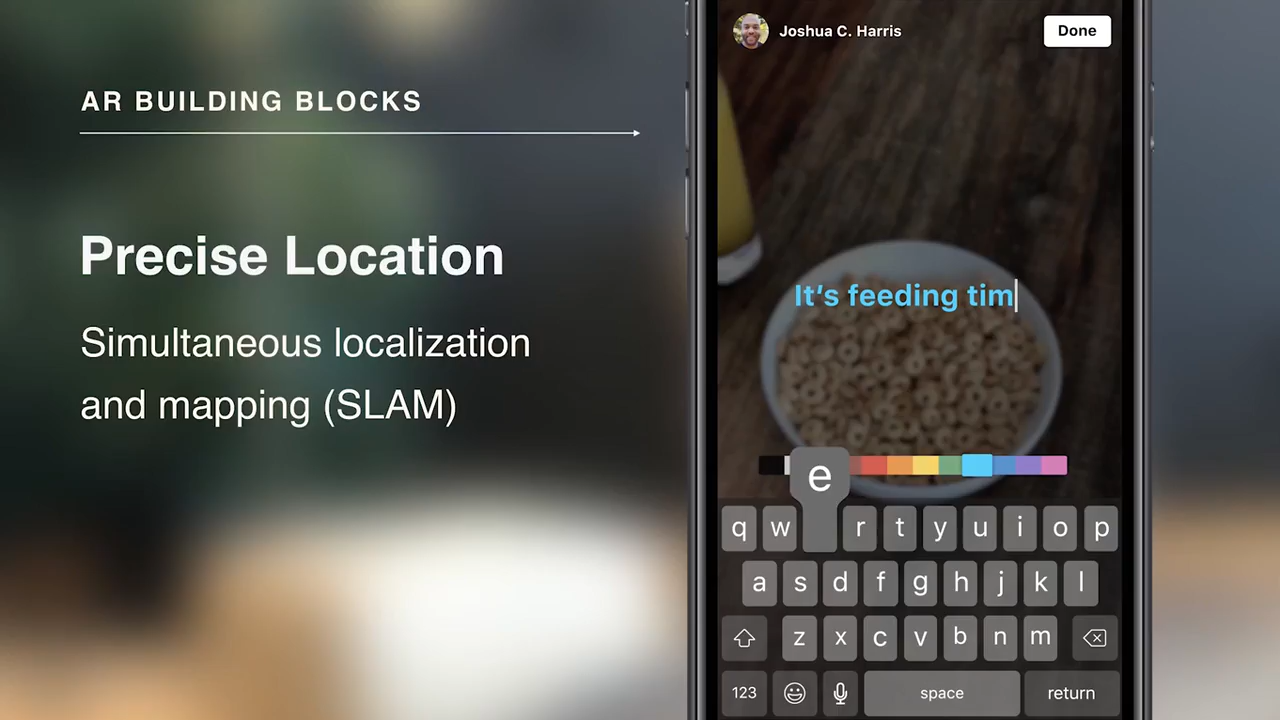 AR BUILDING BLOCKS
Precise Location
Simultaneous localization
and mapping (SLAM)
Joshua C. Harris
Done
It’s feeding tim
e
q w r t y u i o p
a s d f g h j k l
z x c v b n m
123 space return